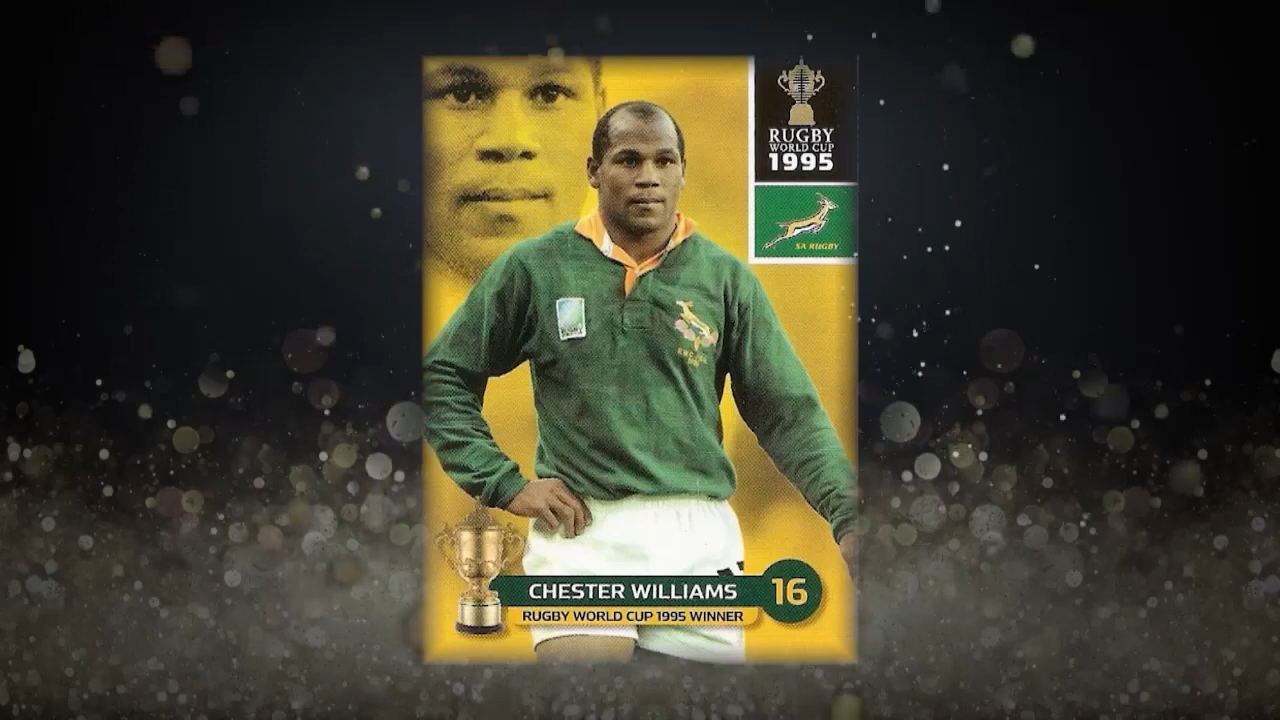 RUGBY
WORLD CUP
1995
SA RUGBY
CHESTER WILLIAMS
16
RUGBY WORLD CUP 1995 WINNER